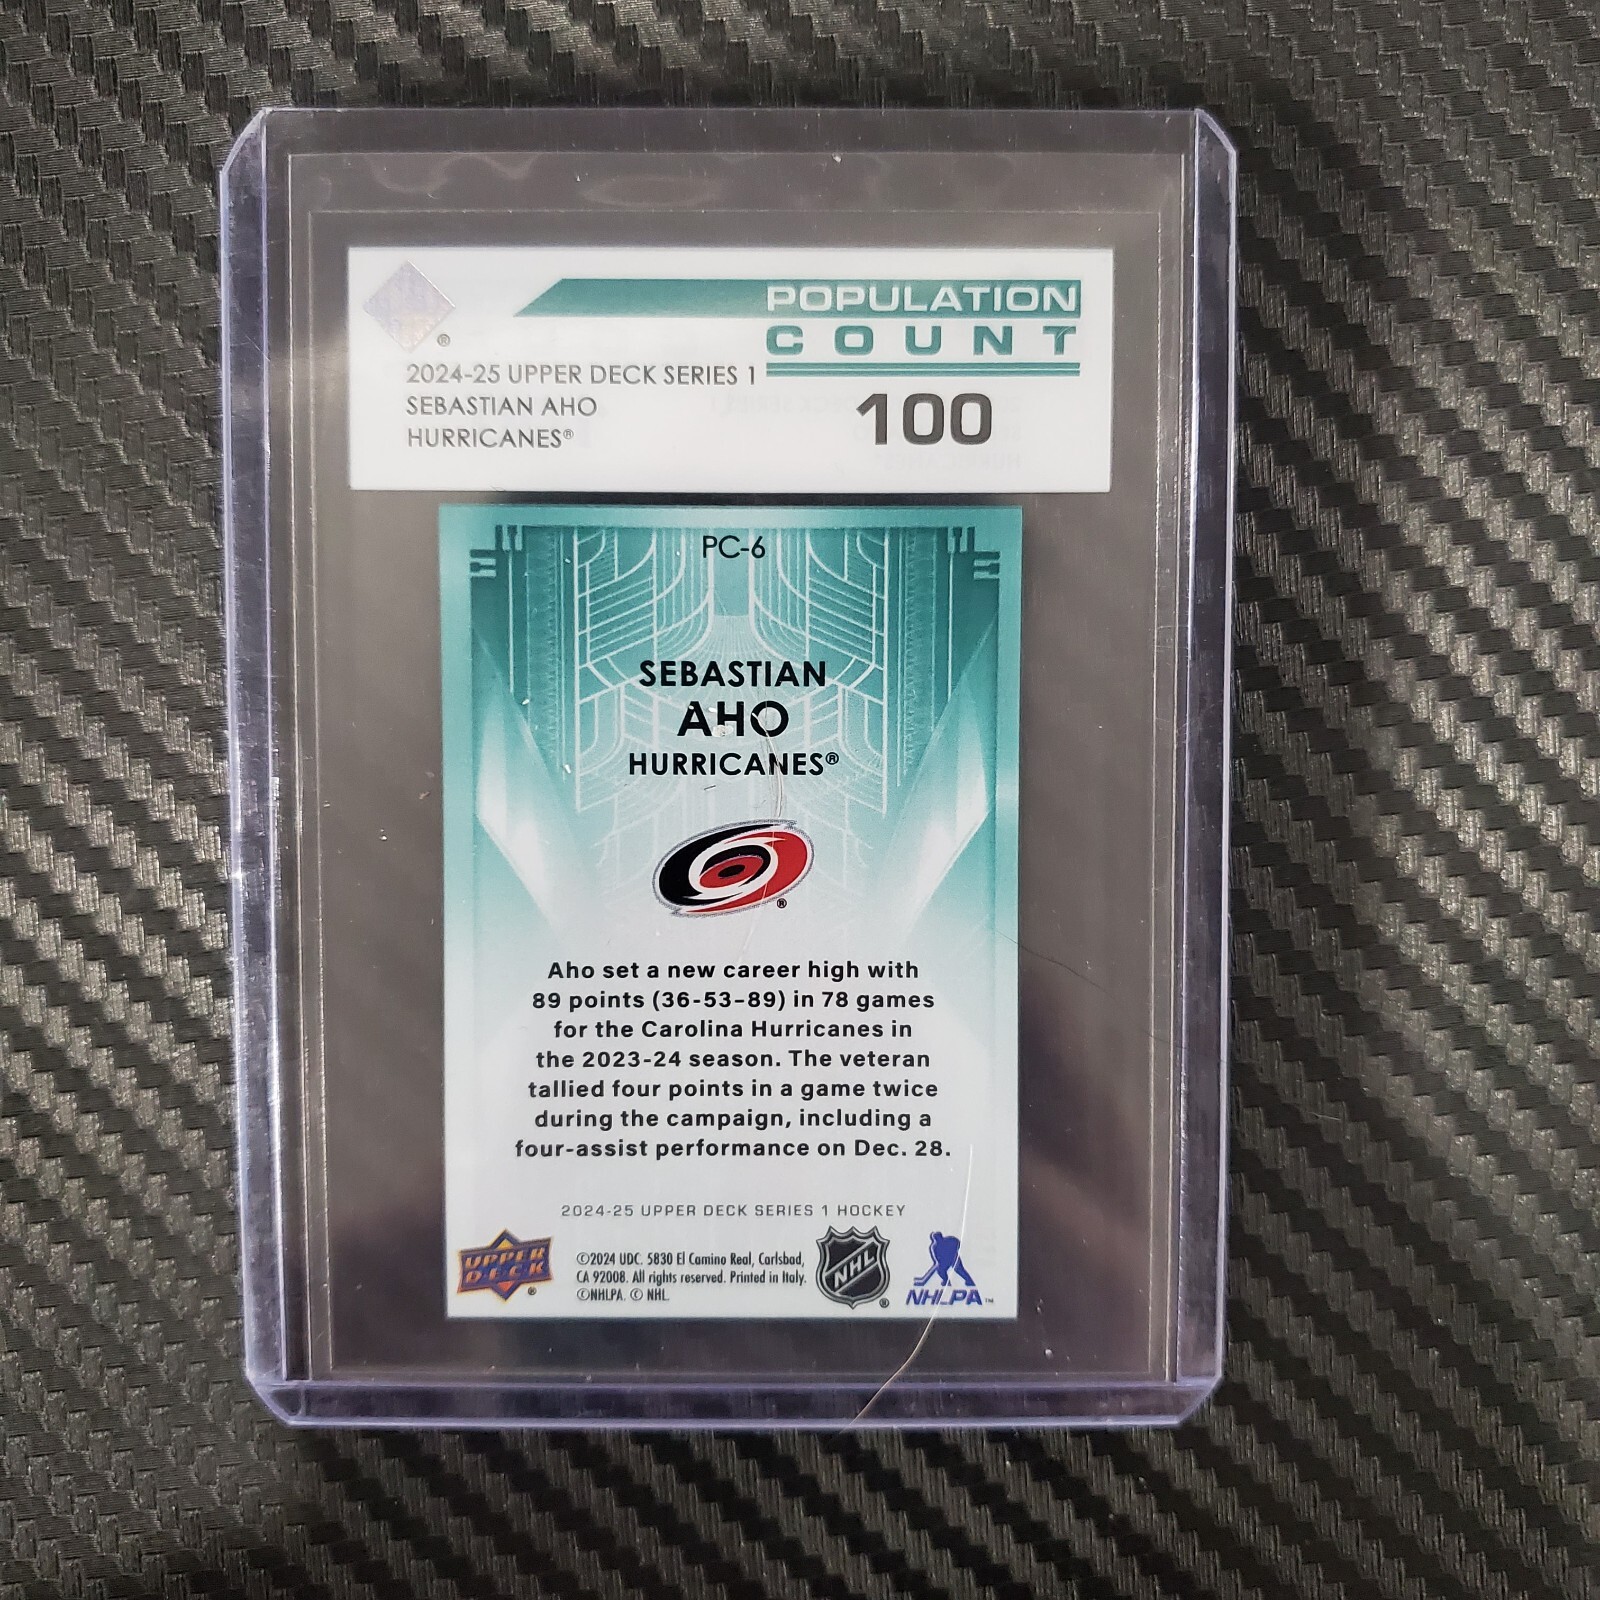 POPULATION
COUNT
®
2024-25 UPPER DECK SERIES 1
SEBASTIAN AHO
HURRICANES®
100
PC-6
SEBASTIAN
AHO
HURRICANES®
®
Aho set a new career high with
89 points (36-53–89) in 78 games
for the Carolina Hurricanes in
the 2023-24 season. The veteran
tallied four points in a game twice
during the campaign, including a
four-assist performance on Dec. 28.
2024-25 UPPER DECK SERIES 1 HOCKEY
UPPER
DECK
®
©2024 UDC. 5830 El Camino Real, Carlsbad,
CA 92008. All rights reserved. Printed in Italy.
©NHLPA. © NHL.
NHL
®
NHLPA™